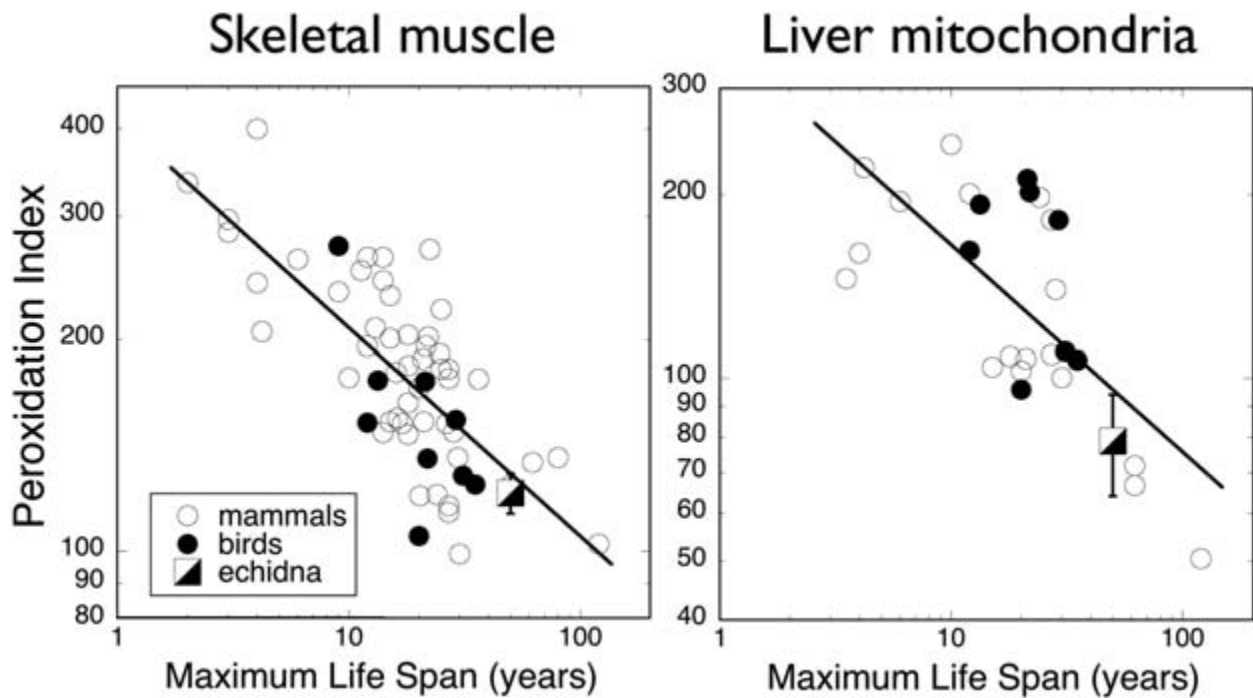 Skeletal muscle
Liver mitochondria
Peroxidation Index
400
300
200
100
90
80
mammals
birds
echidna
1
10
100
Maximum Life Span (years)
300
200
100
90
80
70
60
50
40
1
10
100
Maximum Life Span (years)